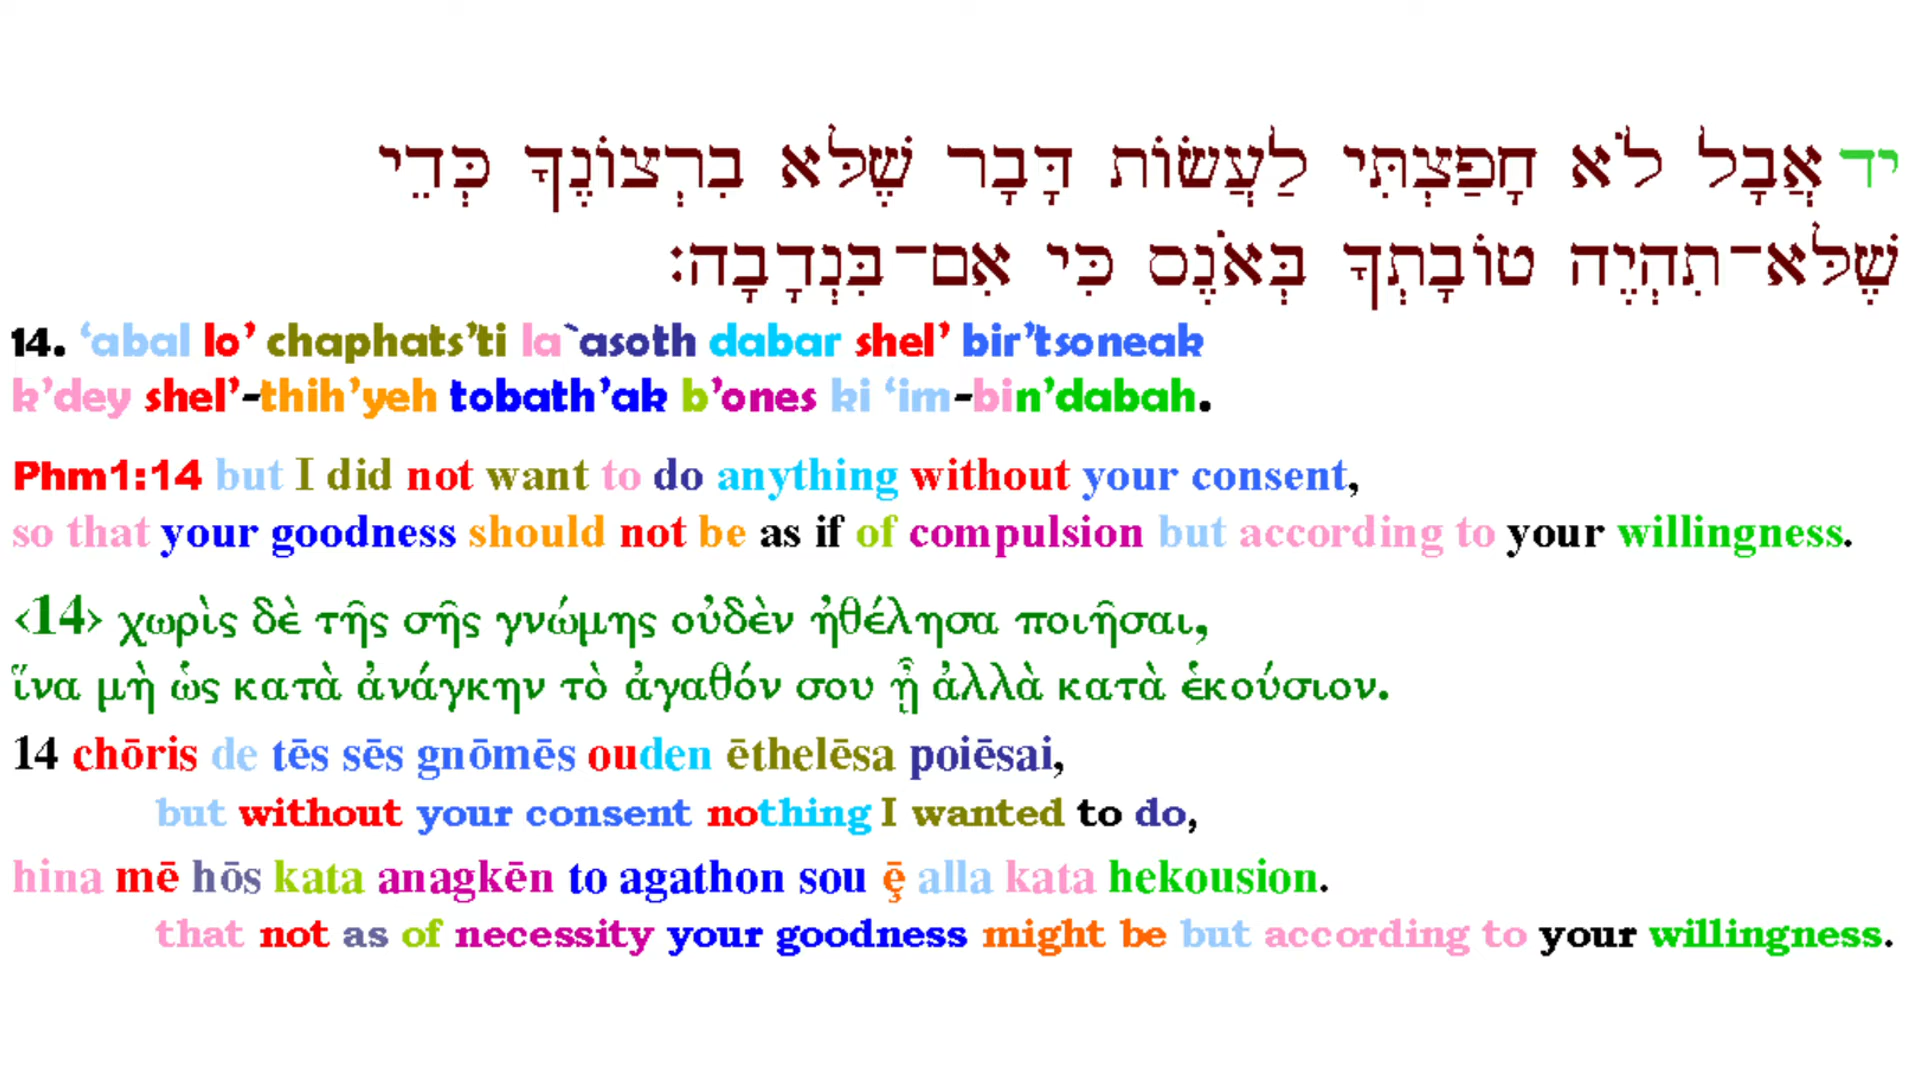 יד אֲבָל לֹא חָפַצְתִּי לַעֲשׂוֹת דָּבָר שֶׁלֹּא בִרְצוֹנֶךָ כְּדֵי
שֶׁלֹּא־תִהְיֶה טוֹבָתְךָ בְּאֹנֶס כִּי אִם־בִּנְדָבָה׃
14. ‘abal lo’ chaphats’ti la`asoth dabar shel’ bir’tsoneak
k’dey shel’-thih’yeh tobath’ak b’ones ki ‘im-bin’dabah.
Phm1:14 but I did not want to do anything without your consent,
so that your goodness should not be as if of compulsion but according to your willingness.
‹14› χωρὶς δὲ τῆς σῆς γνώμης οὐδὲν ἠθέλησα ποιῆσαι,
ἵνα μὴ ὡς κατὰ ἀνάγκην τὸ ἀγαθόν σου ᾖ ἀλλὰ κατὰ ἑκούσιον.
14 chōris de tēs sēs gnōmēs ouden ēthelēsa poiēsai,
but without your consent nothing I wanted to do,
hina mē hōs kata anagkēn to agathon sou ȩ̄ alla kata hekousion.
that not as of necessity your goodness might be but according to your willingness.